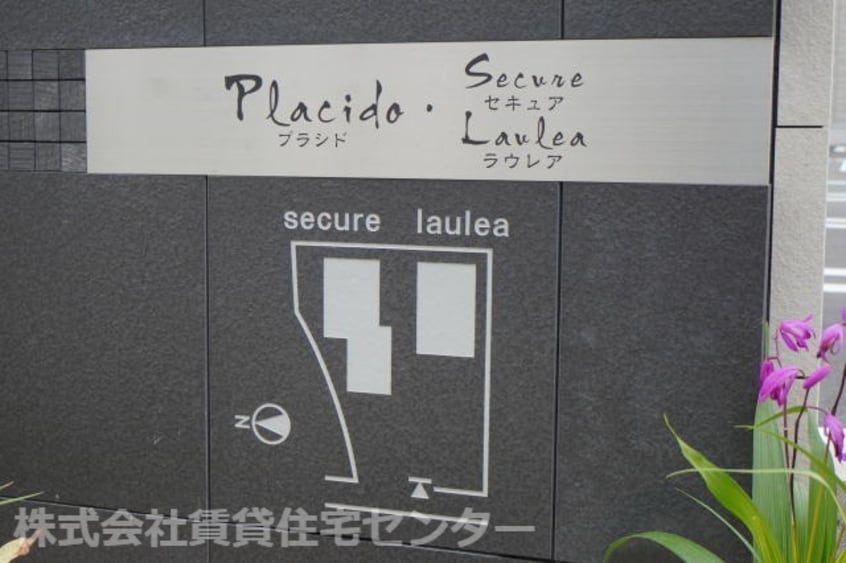 Placido・
プラシド
Secure
セキュア
Laulea
ラウレア
secure laulea
N
株式会社賃貸住宅センター